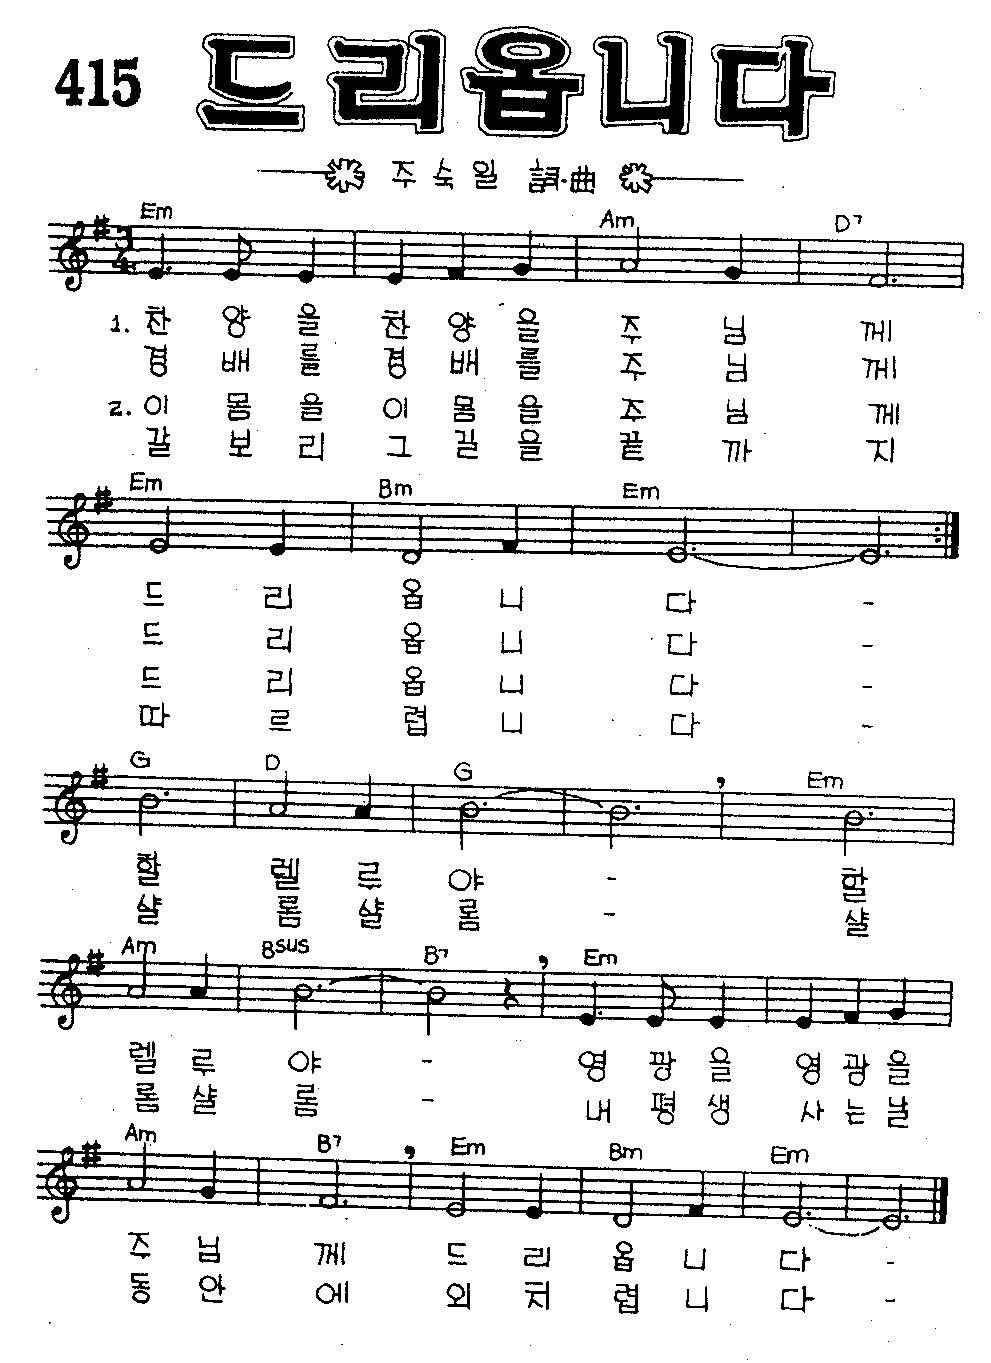 415 드리옵니다
주숙일 詞·曲
Em Am D7
3/4
1. 찬 양 을 찬 양 을 주 님 께
경 배 를 경 배 를 주 님 께
2. 이 몸 을 이 몸 을 주 님 께
갈 보 리 그 길 을 끝 까 지
Em Bm Em
드 리 옵 니 다 -
드 리 옵 니 다 -
드 리 옵 니 다 -
따 르 렵 니 다 -
G D G Em
할 렐 루 야 - 할
샬 롬 샬 롬 - 샬
Am Bsus B7 Em
렐 루 야 - 영 광 을 영 광 을
롬 샬 롬 - 내 평 생 사 는 날
Am B7 Em Bm Em
주 님 께 드 리 옵 니 다 -
동 안 에 외 치 렵 니 다 -